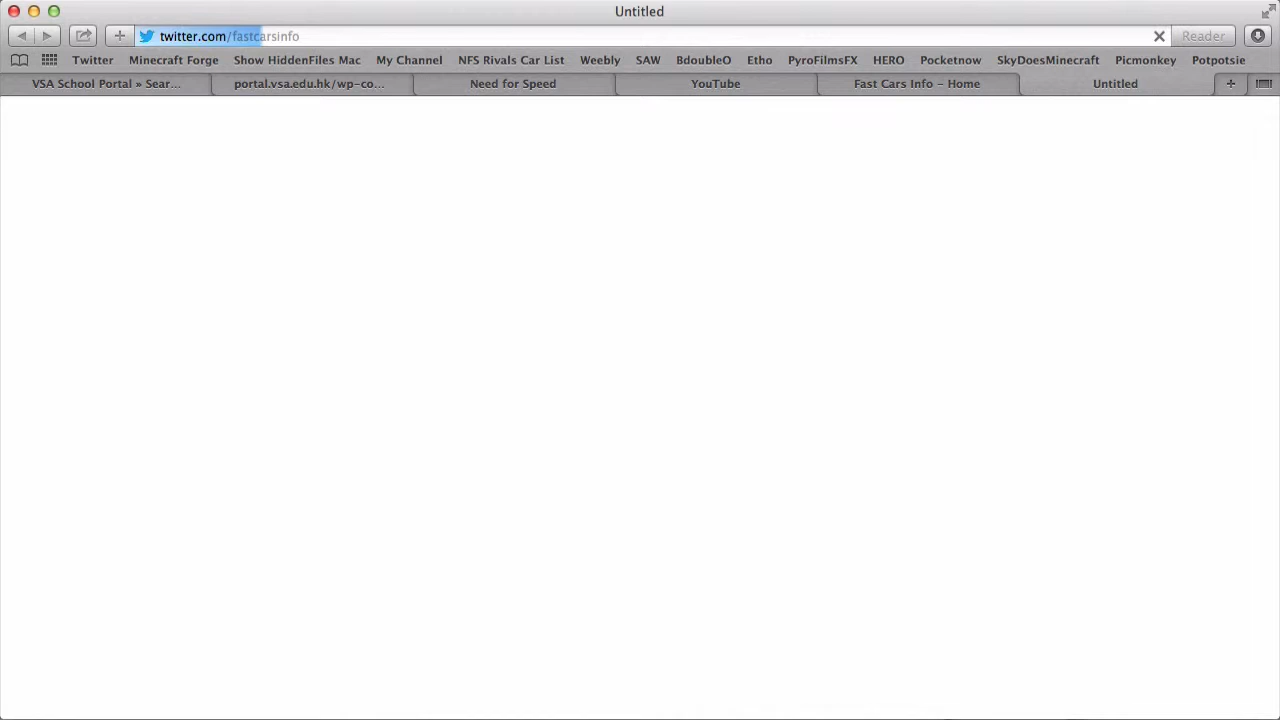 Untitled
twitter.com/fastcarsinfo Reader
Twitter Minecraft Forge Show HiddenFiles Mac My Channel NFS Rivals Car List Weebly SAW BdoubleO Etho PyroFilmsFX HERO Pocketnow SkyDoesMinecraft Picmonkey Potpotsie
VSA School Portal » Sear... portal.vsa.edu.hk/wp-co... Need for Speed YouTube Fast Cars Info – Home Untitled